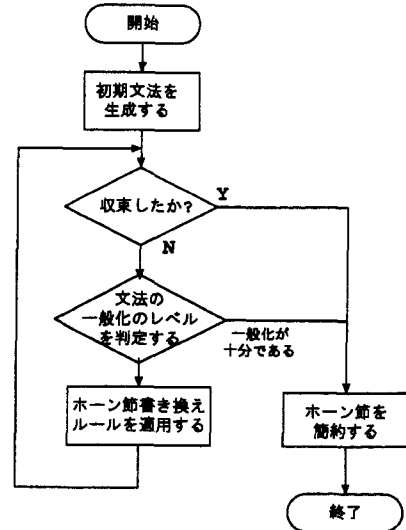 開始
初期文法を
生成する
収束したか?
Y
N
文法の
一般化のレベル
を判定する
一般化が
十分である
ホーン節書き換え
ルールを適用する
ホーン節を
簡約する
終了